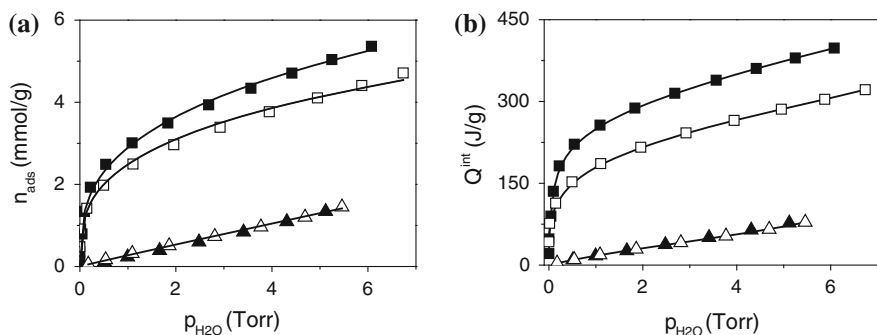 (a)
6
4
2
0
n_ads (mmol/g)
0 2 4 6
p_H2O (Torr)
(b)
450
300
150
0
Q^int (J/g)
0 2 4 6
p_H2O (Torr)